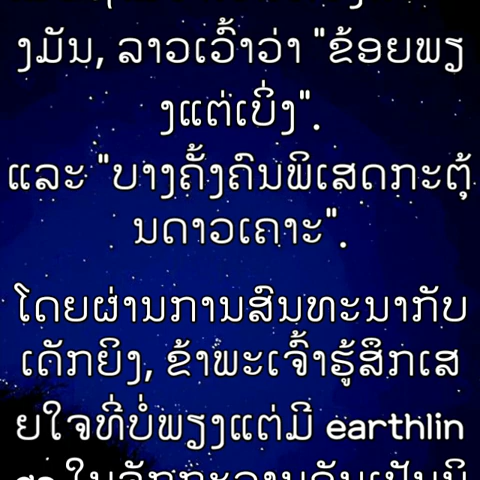 ງມັນ, ລາວເວົ້າວ່າ "ຂ້ອຍພຽ
ງແຕ່ເບິ່ງ".
ແລະ "ບາງຄັ້ງຄົນພິເສດກະຕຸ້
ນດາວເຄາະ".
ໂດຍຜ່ານການສົນທະນາກັບ
ເດັກຍິງ, ຂ້າພະເຈົ້າຮູ້ສຶກເສ
ຍໃຈທີ່ບໍ່ພຽງແຕ່ມີ earthlin